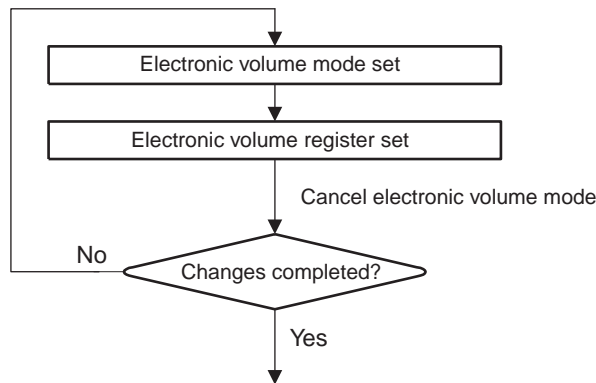 Electronic volume mode set
Electronic volume register set
Cancel electronic volume mode
No
Changes completed?
Yes